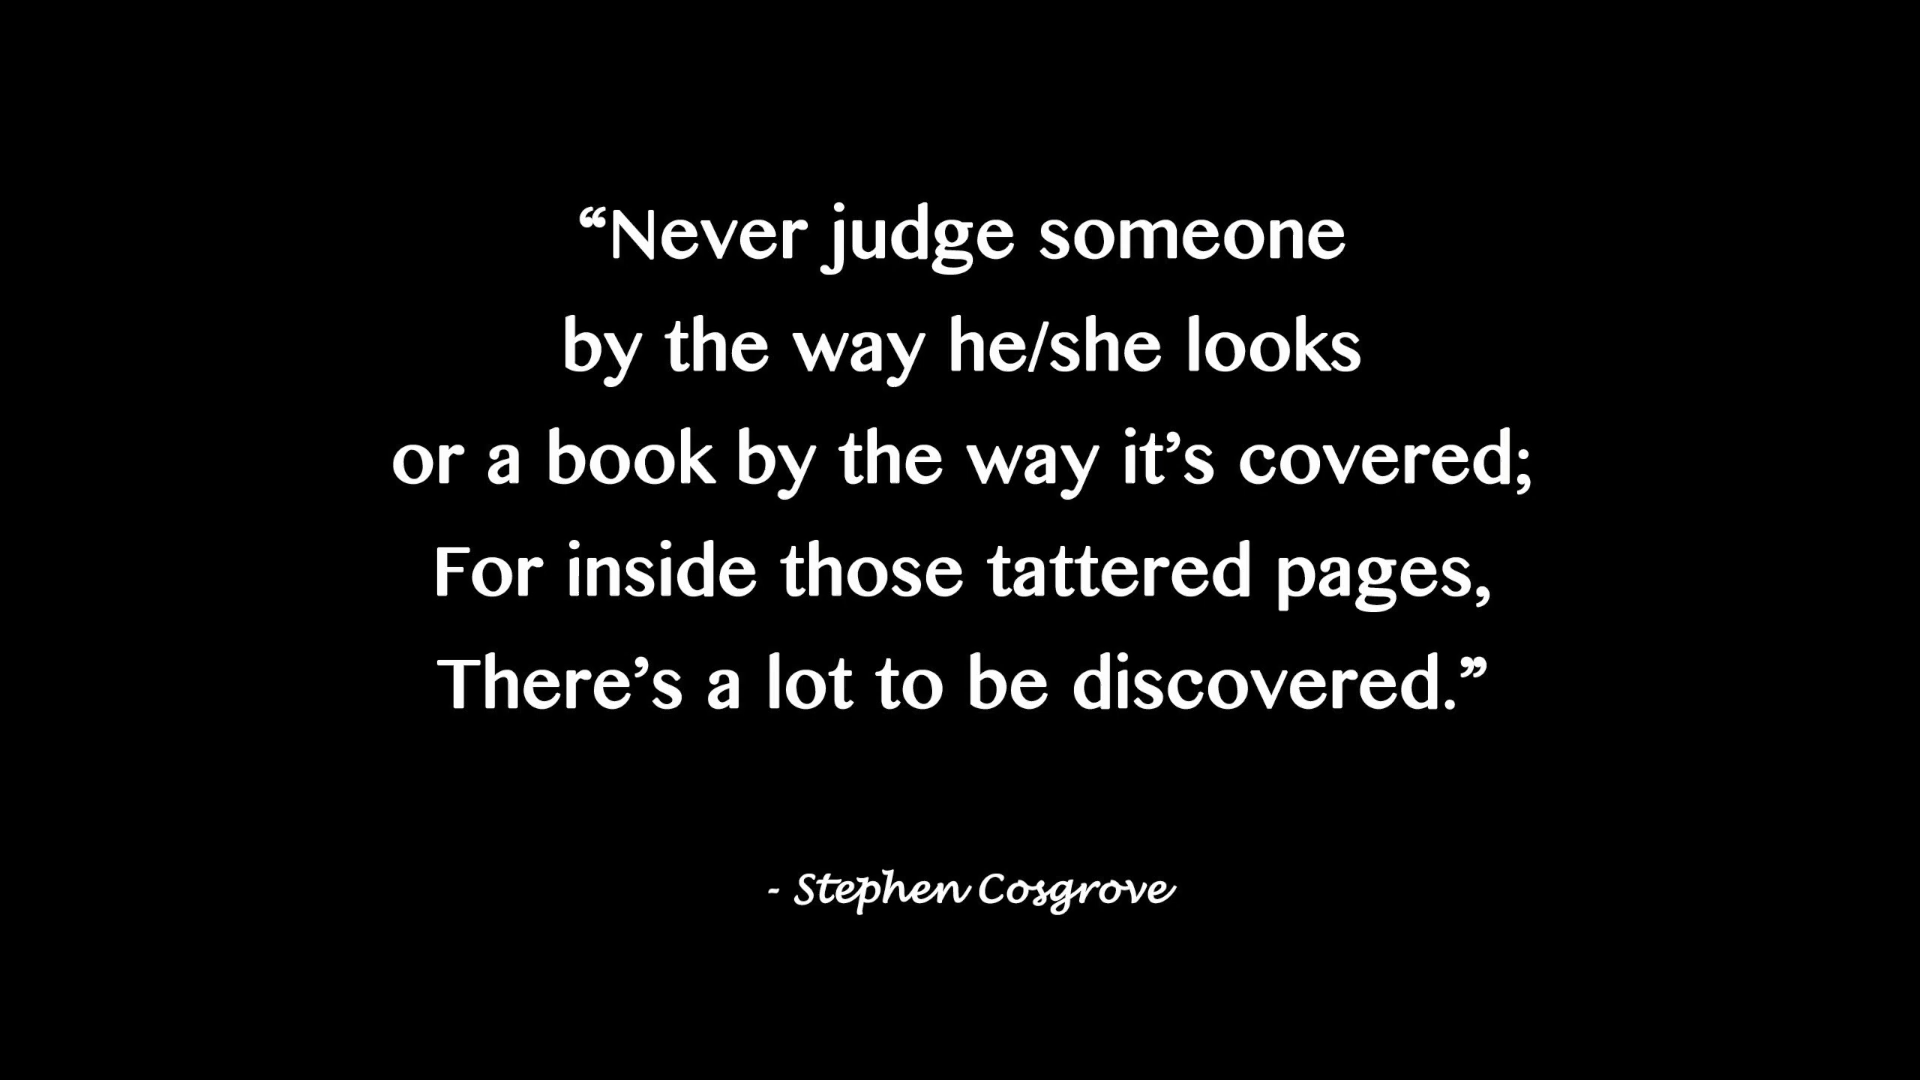 “Never judge someone
by the way he/she looks
or a book by the way it’s covered;
For inside those tattered pages,
There’s a lot to be discovered.”
- Stephen Cosgrove